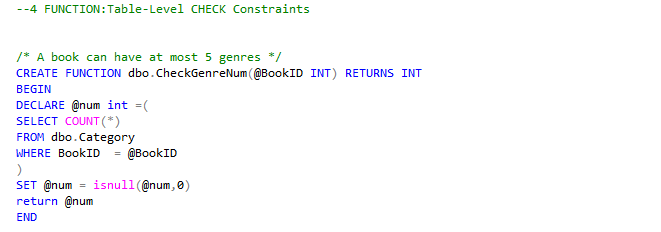 --4 FUNCTION:Table-Level CHECK Constraints
/* A book can have at most 5 genres */
CREATE FUNCTION dbo.CheckGenreNum(@BookID INT) RETURNS INT
BEGIN
DECLARE @num int =(
SELECT COUNT(*)
FROM dbo.Category
WHERE BookID  = @BookID
)
SET @num = isnull(@num,0)
return @num
END